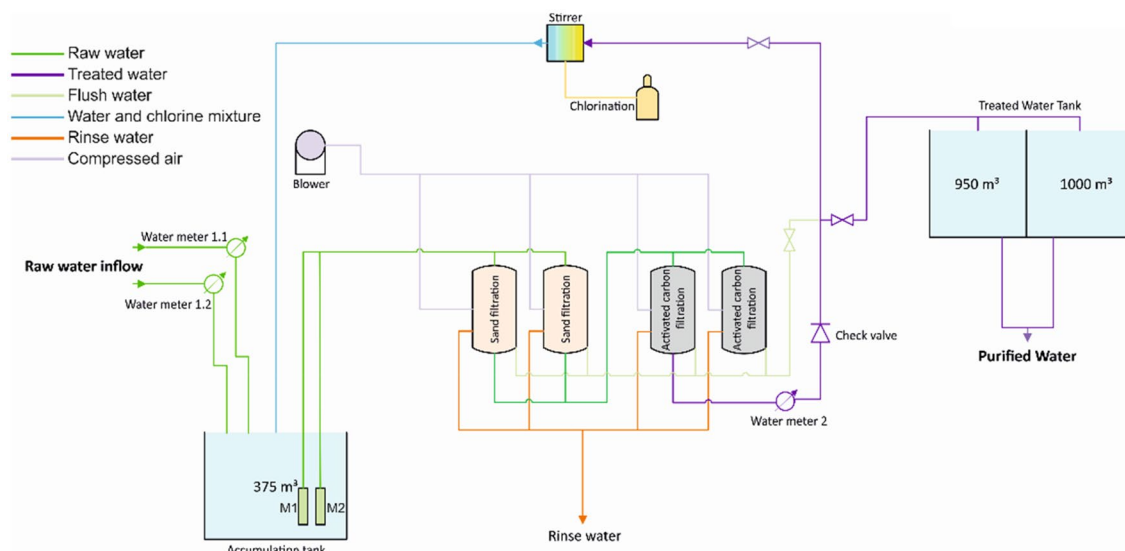 Stirrer
Raw water
Treated water
Flush water
Water and chlorine mixture
Rinse water
Compressed air
Chlorination
Treated Water Tank
950 m³
1000 m³
Blower
Water meter 1.1
Raw water inflow
Water meter 1.2
Sand filtration
Sand filtration
Activated carbon
filtration
Activated carbon
filtration
Check valve
Purified Water
Water meter 2
375 m³
M1
M2
Rinse water
Accumulation tank